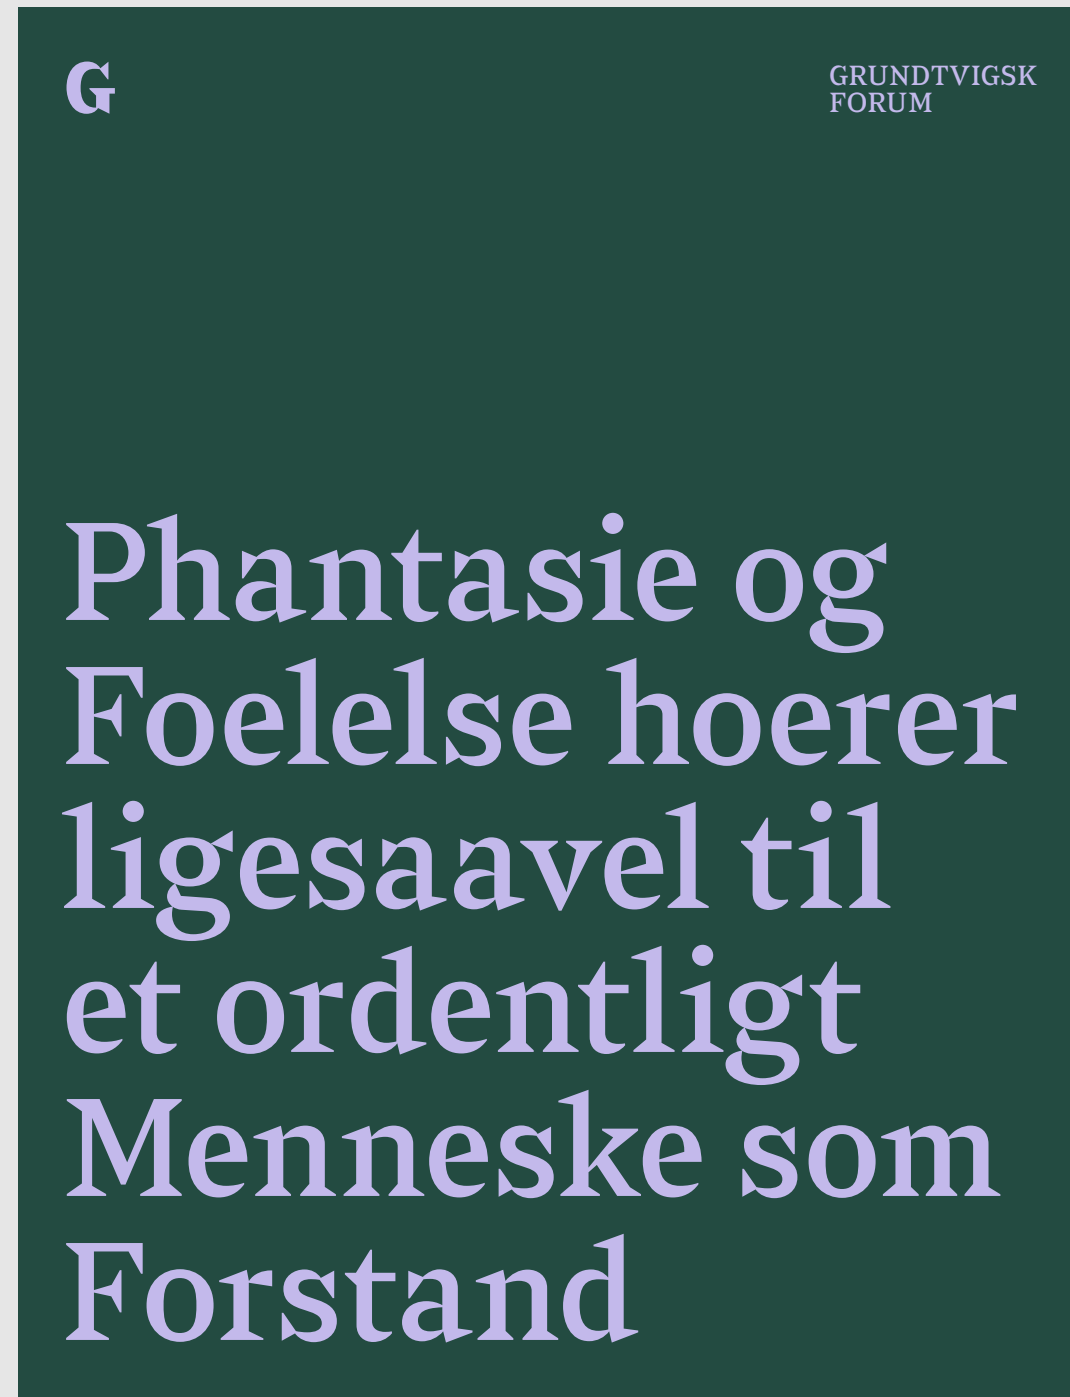 G
GRUNDTVIGSK
FORUM
Phantasie og
Foelelse hoerer
ligesaavel til
et ordentligt
Menneske som
Forstand